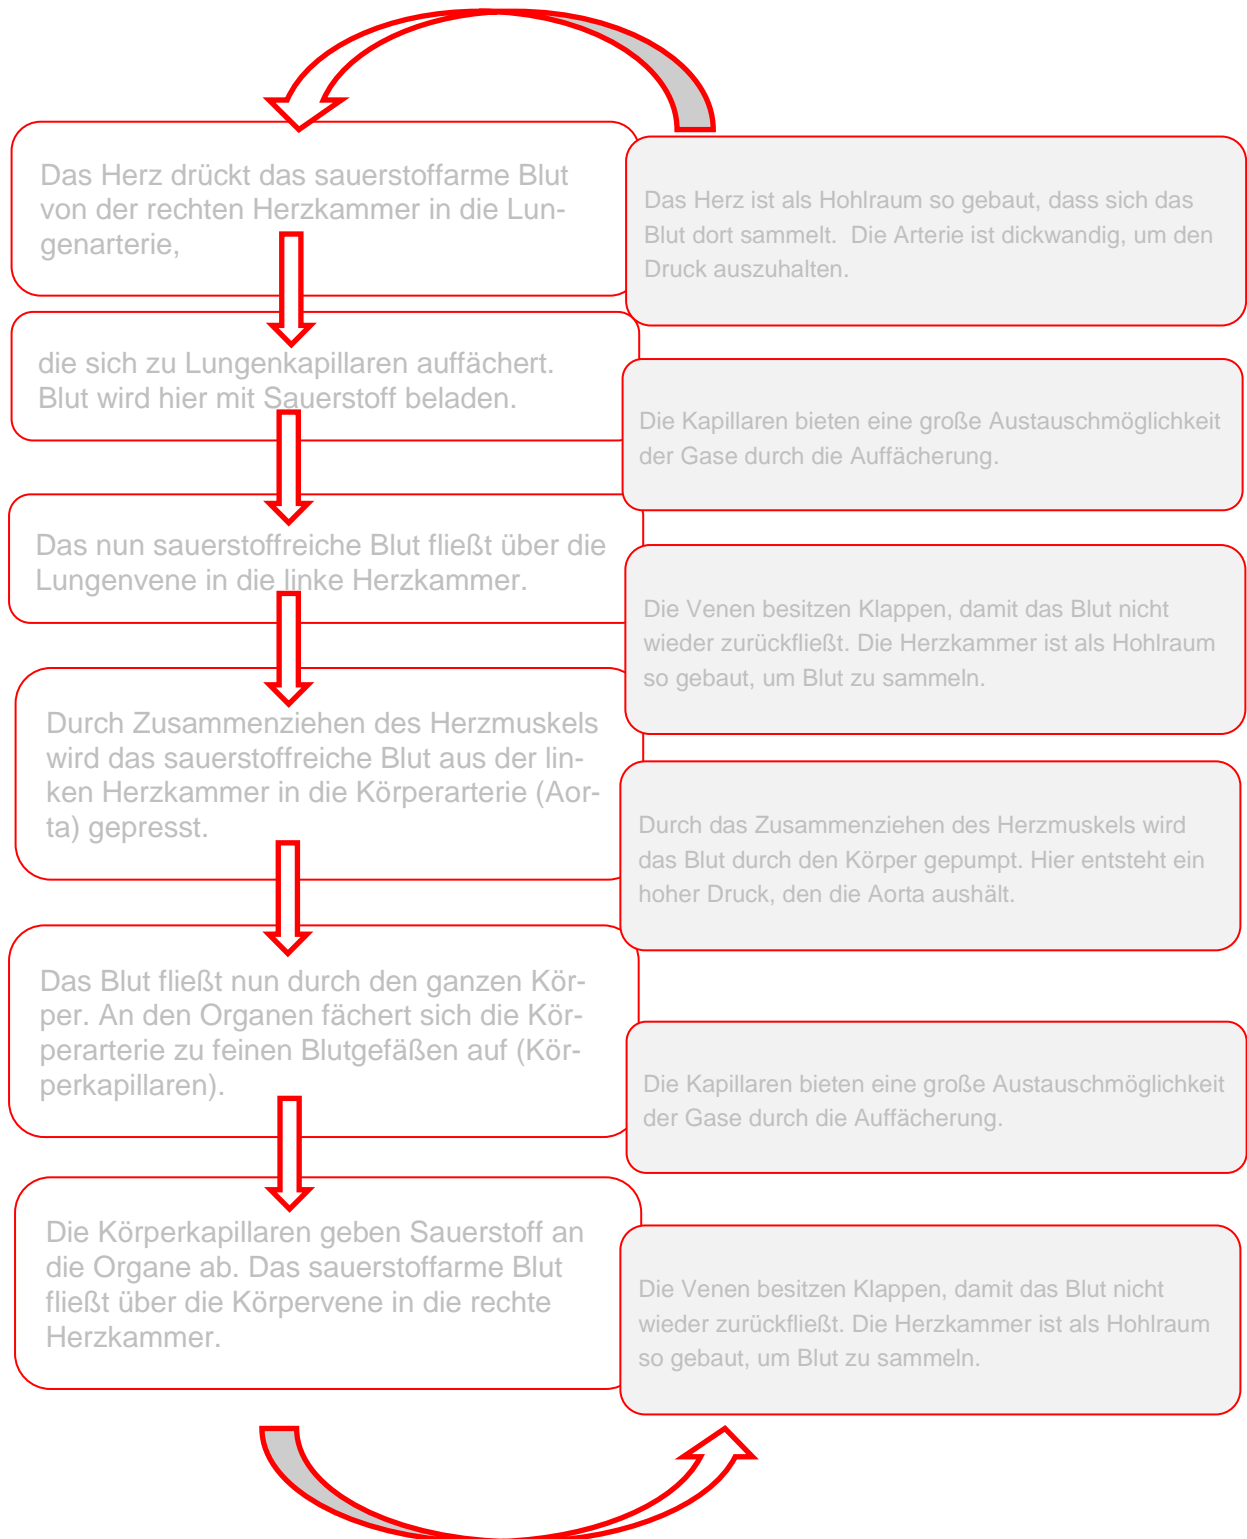 Das Herz drückt das sauerstoffarme Blut
von der rechten Herzkammer in die Lun-
genarterie,
Das Herz ist als Hohlraum so gebaut, dass sich das
Blut dort sammelt.  Die Arterie ist dickwandig, um den
Druck auszuhalten.
die sich zu Lungenkapillaren auffächert.
Blut wird hier mit Sauerstoff beladen.
Die Kapillaren bieten eine große Austauschmöglichkeit
der Gase durch die Auffächerung.
Das nun sauerstoffreiche Blut fließt über die
Lungenvene in die linke Herzkammer.
Die Venen besitzen Klappen, damit das Blut nicht
wieder zurückfließt. Die Herzkammer ist als Hohlraum
so gebaut, um Blut zu sammeln.
Durch Zusammenziehen des Herzmuskels
wird das sauerstoffreiche Blut aus der lin-
ken Herzkammer in die Körperarterie (Aor-
ta) gepresst.
Durch das Zusammenziehen des Herzmuskels wird
das Blut durch den Körper gepumpt. Hier entsteht ein
hoher Druck, den die Aorta aushält.
Das Blut fließt nun durch den ganzen Kör-
per. An den Organen fächert sich die Kör-
perarterie zu feinen Blutgefäßen auf (Kör-
perkapillaren).
Die Kapillaren bieten eine große Austauschmöglichkeit
der Gase durch die Auffächerung.
Die Körperkapillaren geben Sauerstoff an
die Organe ab. Das sauerstoffarme Blut
fließt über die Körpervene in die rechte
Herzkammer.
Die Venen besitzen Klappen, damit das Blut nicht
wieder zurückfließt. Die Herzkammer ist als Hohlraum
so gebaut, um Blut zu sammeln.